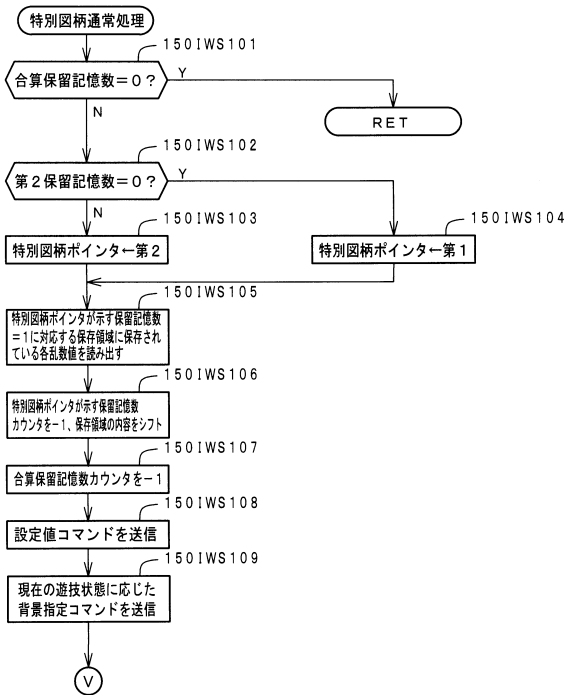 特別図柄通常処理
150IWS101
合算保留記憶数＝0？
Y
N
RET
150IWS102
第2保留記憶数＝0？
Y
N
150IWS103
150IWS104
特別図柄ポインタ←第2
特別図柄ポインタ←第1
150IWS105
特別図柄ポインタが示す保留記憶数
＝1に対応する保存領域に保存され
ている各乱数値を読み出す
150IWS106
特別図柄ポインタが示す保留記憶数
カウンタを－1、保存領域の内容をシフト
150IWS107
合算保留記憶数カウンタを－1
150IWS108
設定値コマンドを送信
150IWS109
現在の遊技状態に応じた
背景指定コマンドを送信
V